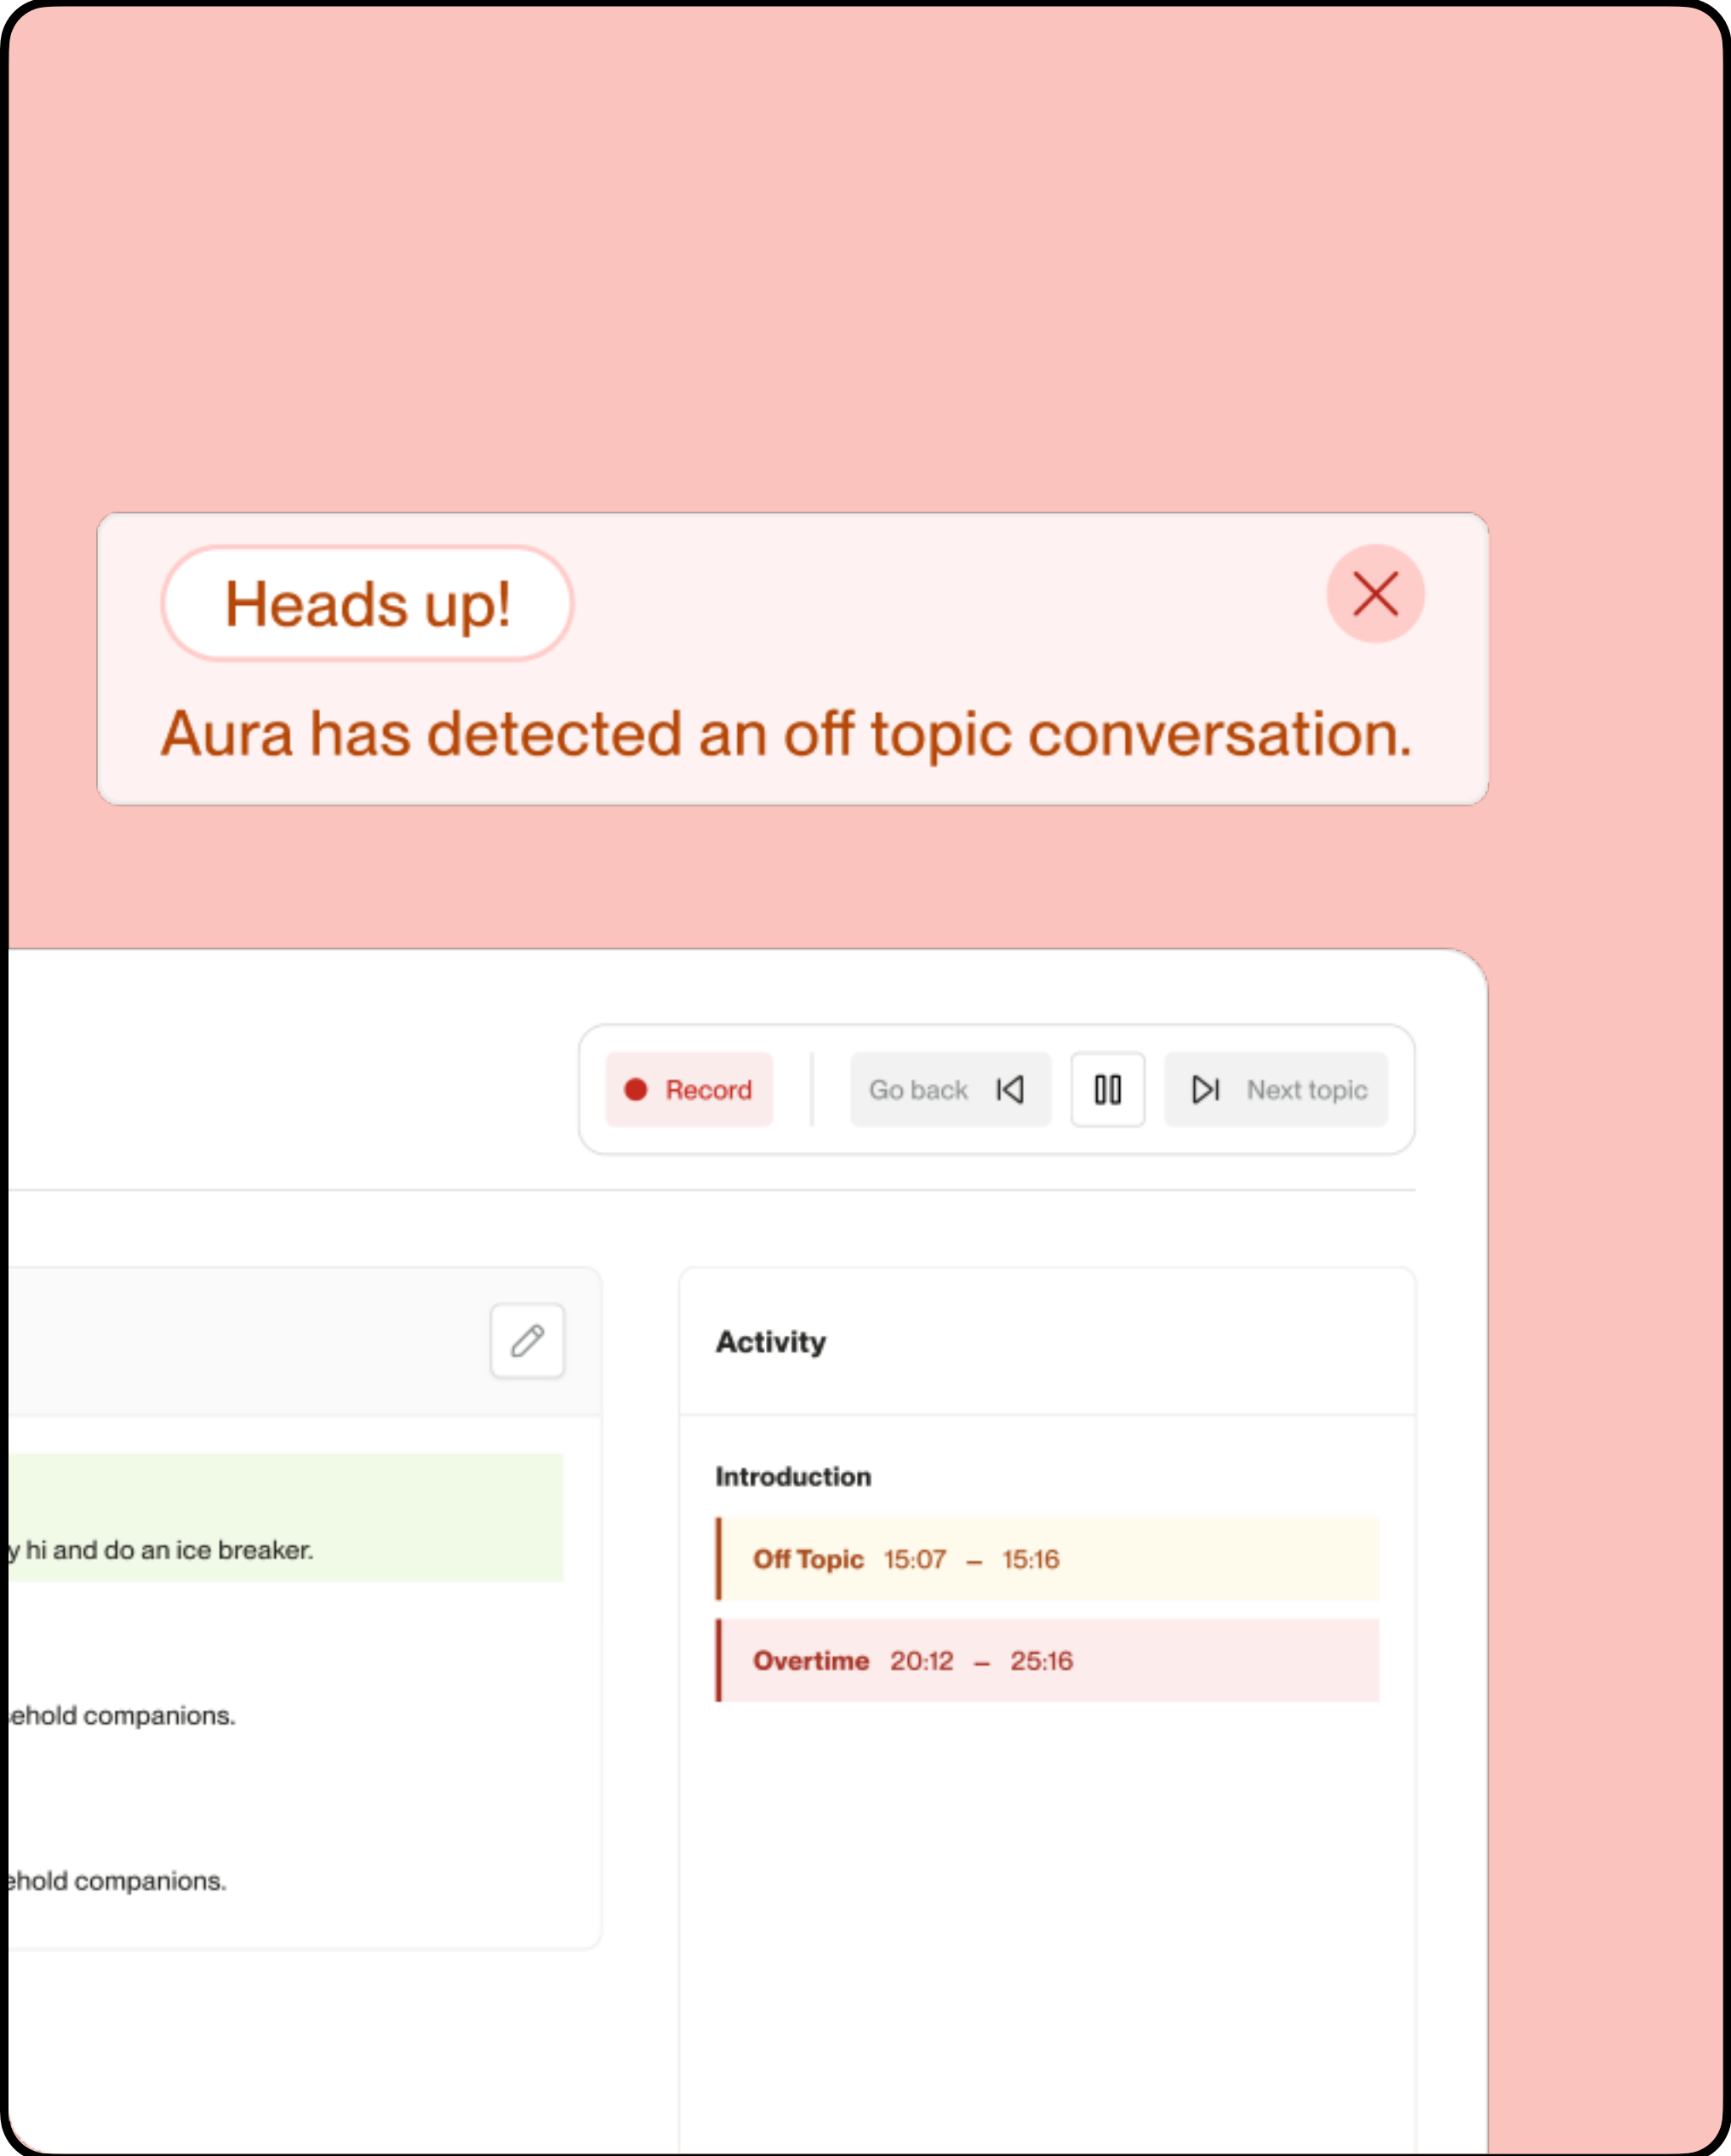 Heads up!
Aura has detected an off topic conversation.
Record
Go back
Next topic
Activity
y hi and do an ice breaker.
companions.
companions.
Introduction
Off Topic 15:07 – 15:16
Overtime 20:12 – 25:16